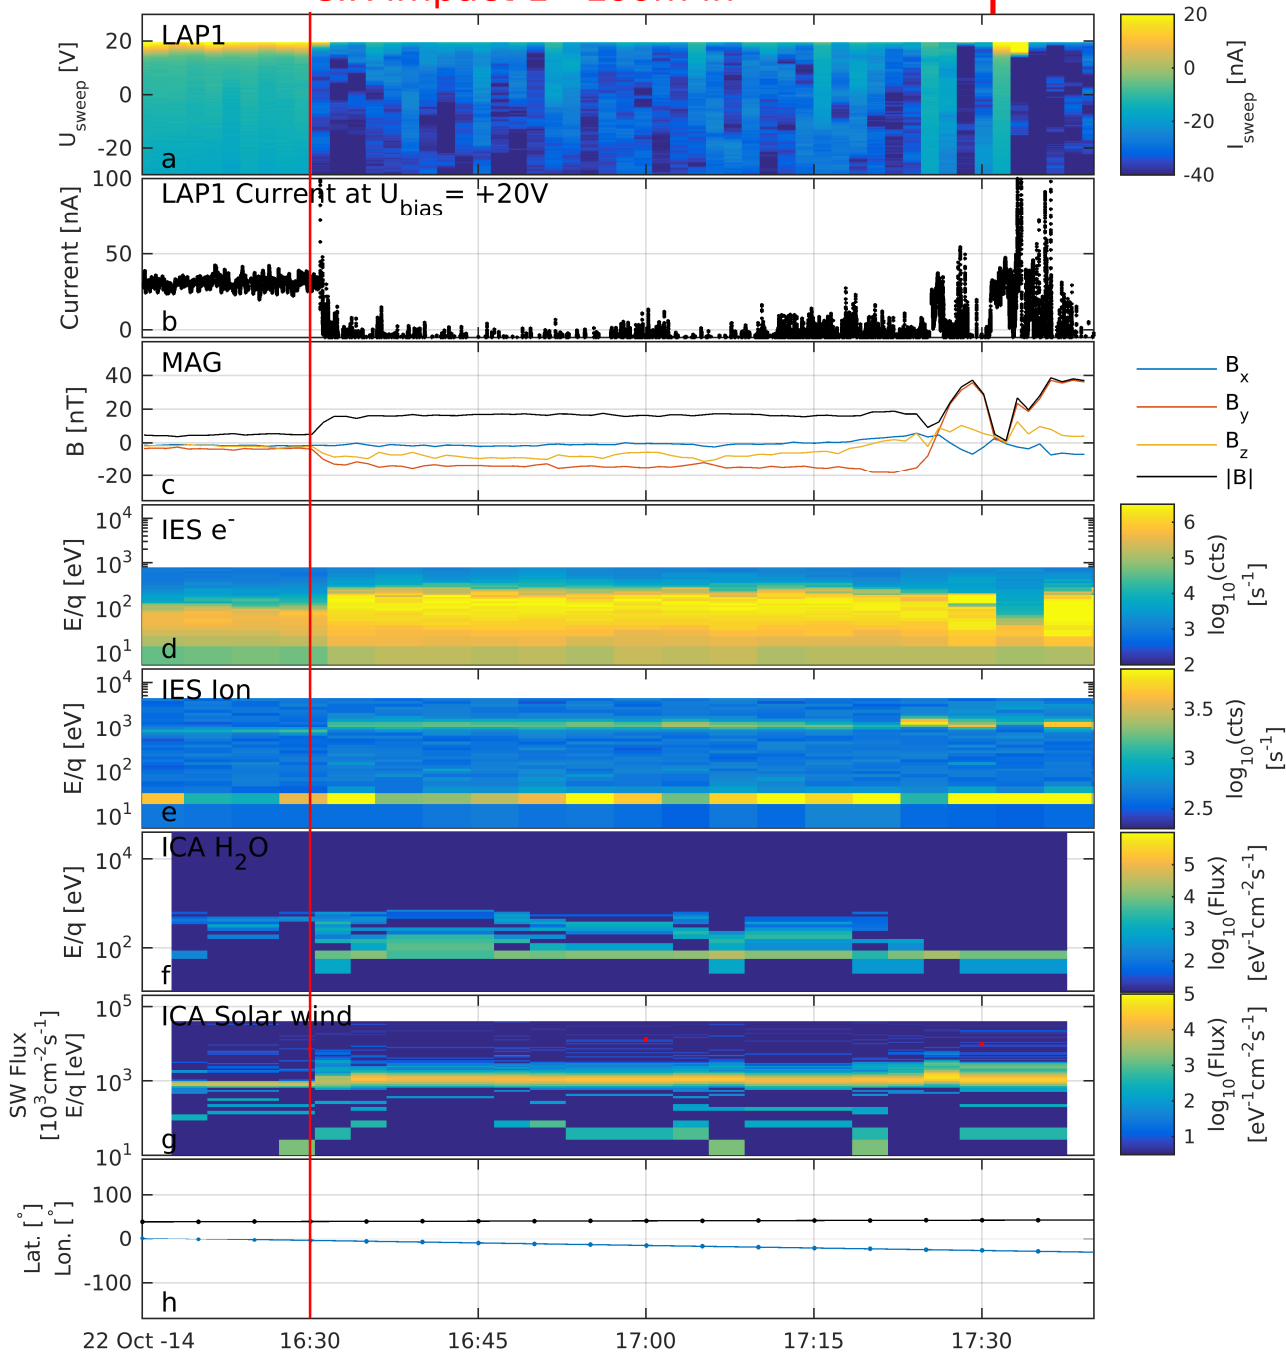 LAP1
U_sweep [V]
20
0
-20
a
20
0
-20
-40
I_sweep [nA]
LAP1 Current at U_bias = +20V
Current [nA]
100
50
0
b
MAG
B [nT]
40
20
0
-20
c
B_x
B_y
B_z
|B|
IES e^-
E/q [eV]
10^4
10^3
10^2
10^1
d
6
5
4
3
2
log_10(cts)
[s^-1]
IES Ion
E/q [eV]
10^4
10^3
10^2
10^1
e
3.5
3
2.5
log_10(cts)
[s^-1]
ICA H_2O
E/q [eV]
10^4
10^2
f
5
4
3
2
1
log_10(Flux)
[eV^-1cm^-2s^-1]
ICA Solar wind
SW Flux
[10^3cm^-2s^-1]
E/q [eV]
10^5
10^3
10^1
g
5
4
3
2
1
log_10(Flux)
[eV^-1cm^-2s^-1]
Lat. [°]
Lon. [°]
10^1
100
0
-100
h
22 Oct -14
16:30
16:45
17:00
17:15
17:30